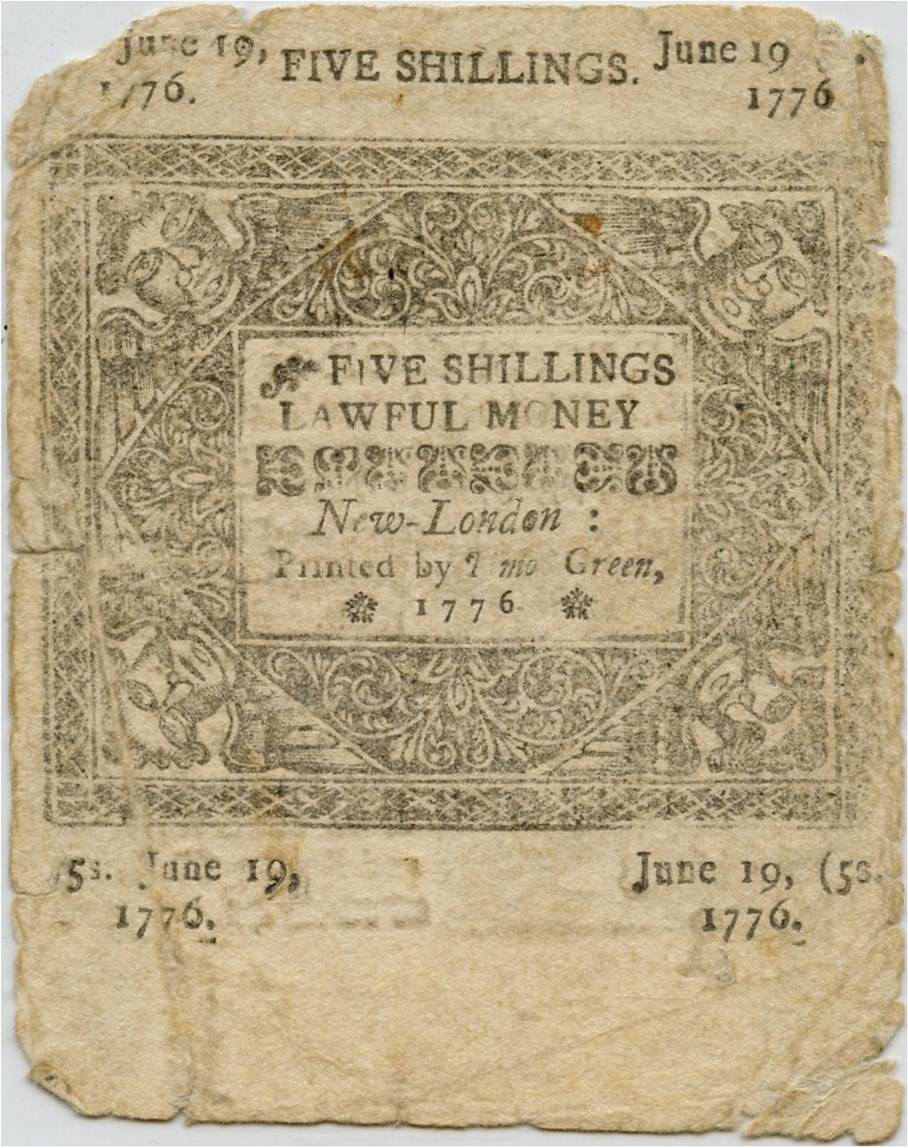 June 19, FIVE SHILLINGS. June 19
1776. 1776
FIVE SHILLINGS
LAWFUL MONEY
New-London :
Printed by Green,
1776
5s. June 19, June 19, (5s.
1776. 1776.